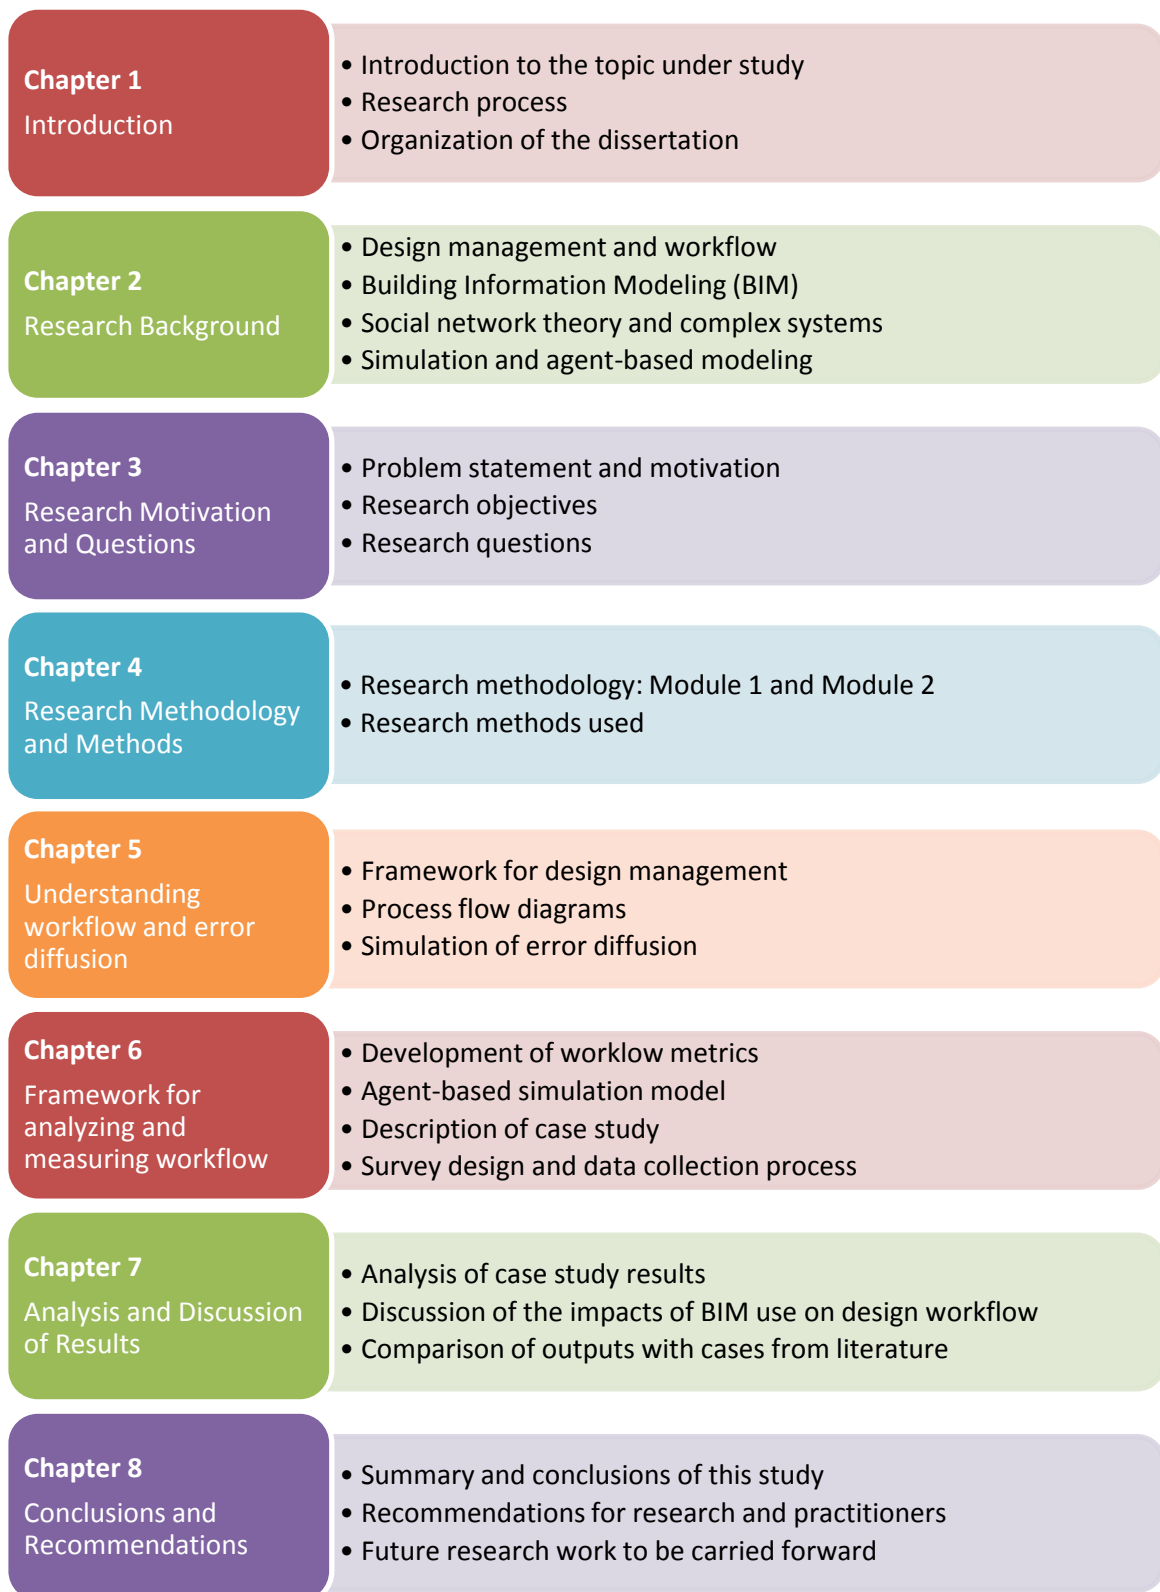 Chapter 1
Introduction
• Introduction to the topic under study
• Research process
• Organization of the dissertation
Chapter 2
Research Background
• Design management and workflow
• Building Information Modeling (BIM)
• Social network theory and complex systems
• Simulation and agent-based modeling
Chapter 3
Research Motivation
and Questions
• Problem statement and motivation
• Research objectives
• Research questions
Chapter 4
Research Methodology
and Methods
• Research methodology: Module 1 and Module 2
• Research methods used
Chapter 5
Understanding
workflow and error
diffusion
• Framework for design management
• Process flow diagrams
• Simulation of error diffusion
Chapter 6
Framework for
analyzing and
measuring workflow
• Development of worklow metrics
• Agent-based simulation model
• Description of case study
• Survey design and data collection process
Chapter 7
Analysis and Discussion
of Results
• Analysis of case study results
• Discussion of the impacts of BIM use on design workflow
• Comparison of outputs with cases from literature
Chapter 8
Conclusions and
Recommendations
• Summary and conclusions of this study
• Recommendations for research and practitioners
• Future research work to be carried forward